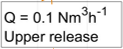 Q = 0.1 Nm³h⁻¹
Upper release